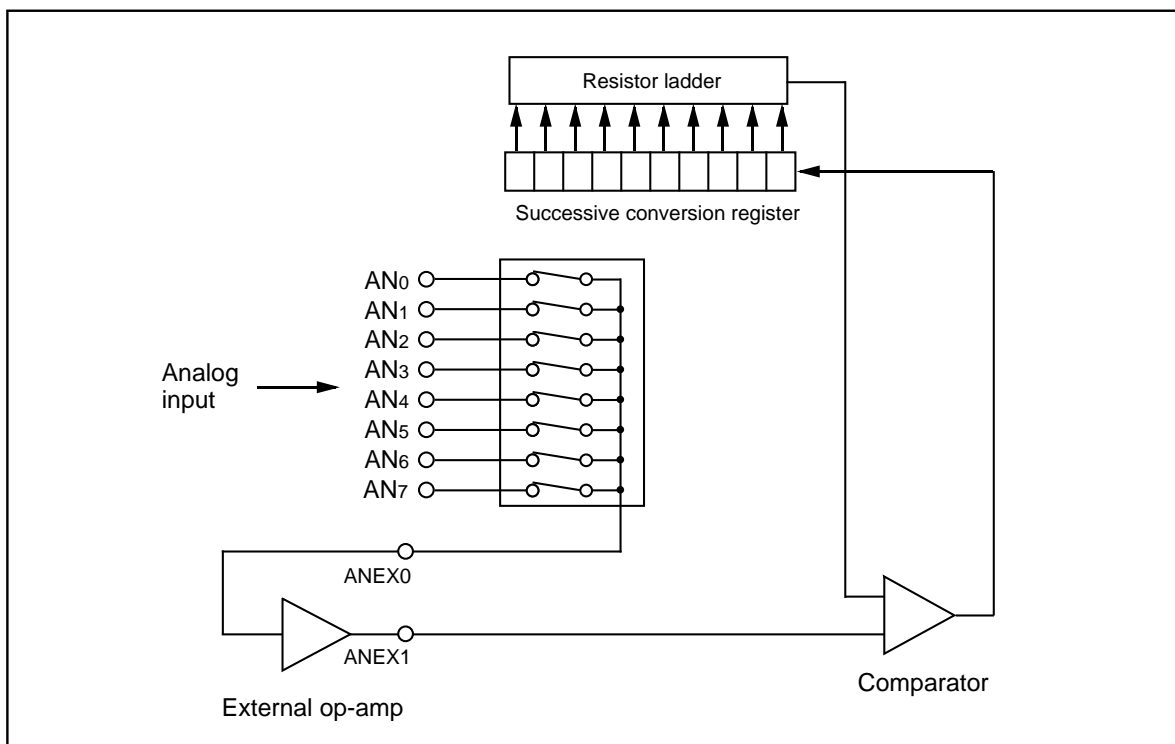 Resistor ladder
Successive conversion register
AN0
AN1
AN2
AN3
AN4
AN5
AN6
AN7
Analog
input
ANEX0
ANEX1
External op-amp
Comparator